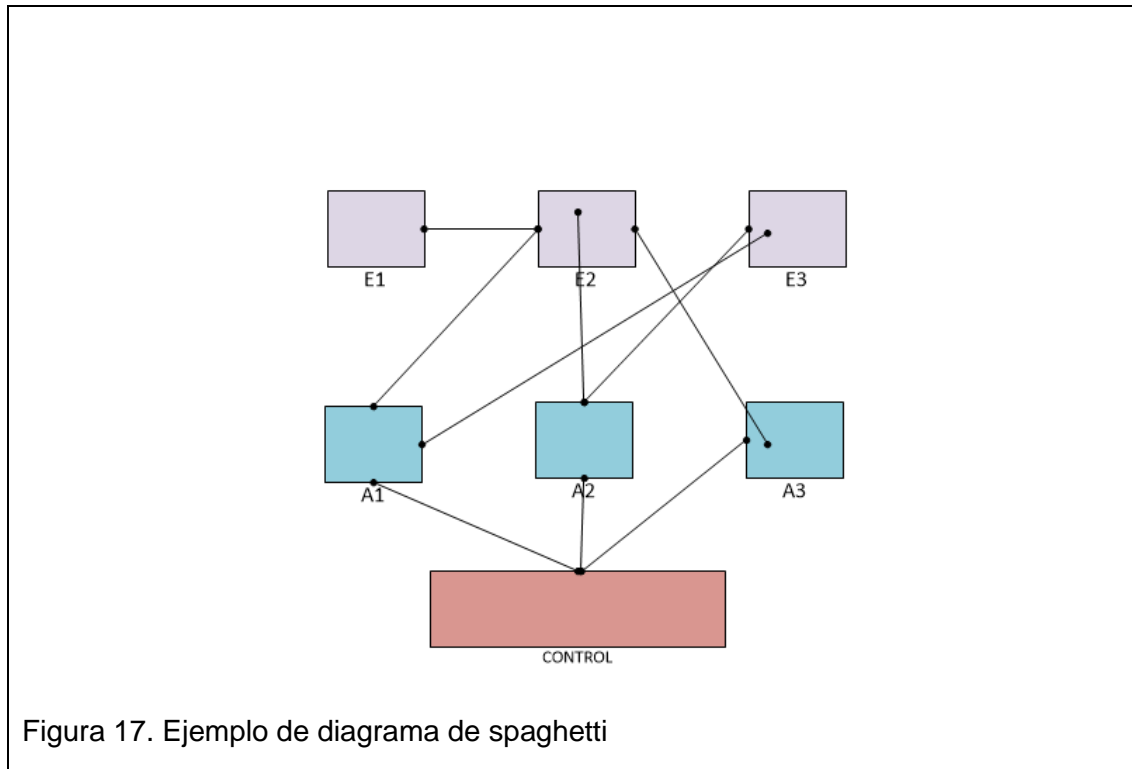 E1
E2
E3
A1
A2
A3
CONTROL
Figura 17. Ejemplo de diagrama de spaghetti